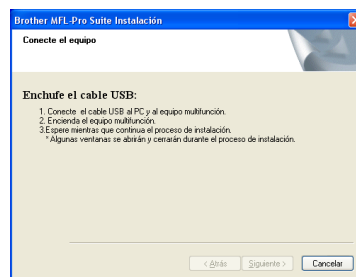 Brother MFL-Pro Suite Instalación
Conecte el equipo
Enchufe el cable USB:
1. Conecte el cable USB al PC y al equipo multifunción.
2. Encienda el equipo multifunción.
3.Espere mientras que continua el proceso de instalación.
* Algunas ventanas se abrirán y cerrarán durante el proceso de instalación.
< Atrás Siguiente > Cancelar